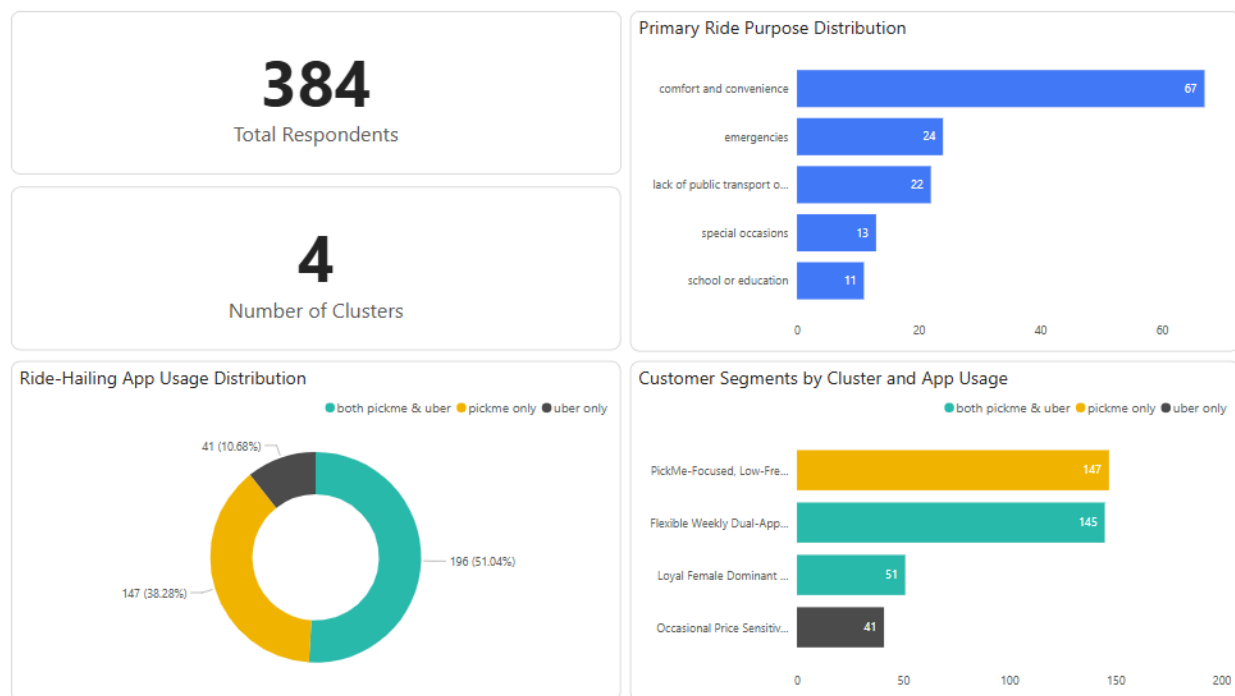 384
Total Respondents
4
Number of Clusters
Primary Ride Purpose Distribution
comfort and convenience
67
emergencies
24
lack of public transport o...
22
special occasions
13
school or education
11
0
20
40
60
Ride-Hailing App Usage Distribution
both pickme & uber pickme only uber only
41 (10.68%)
196 (51.04%)
147 (38.28%)
Customer Segments by Cluster and App Usage
both pickme & uber pickme only uber only
PickMe-Focused, Low-Fre...
147
Flexible Weekly Dual-App...
145
Loyal Female Dominant ...
51
Occasional Price Sensitiv...
41
0
50
100
150
200